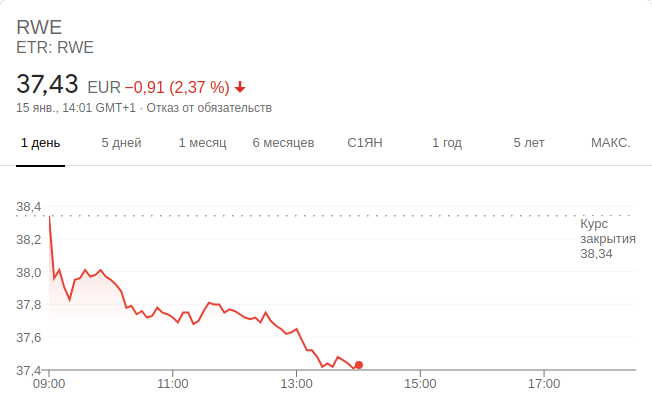 RWE
ETR: RWE
37,43 EUR −0,91 (2,37 %)
15 янв., 14:01 GMT+1 · Отказ от обязательств
1 день 5 дней 1 месяц 6 месяцев С1ЯН 1 год 5 лет МАКС.
38,4
Курс
закрытия
38,34
38,2
38,0
37,8
37,6
37,4
09:00 11:00 13:00 15:00 17:00